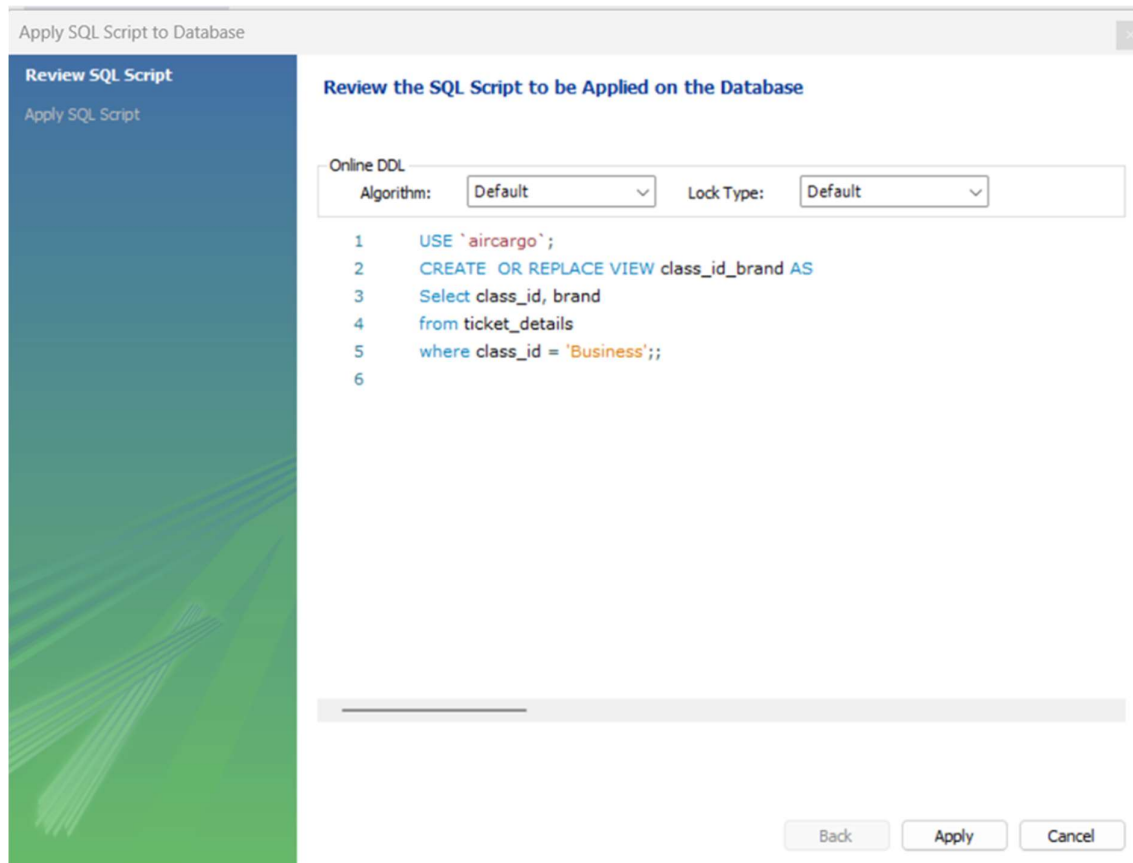 Apply SQL Script to Database
Review SQL Script
Apply SQL Script
Review the SQL Script to be Applied on the Database
Online DDL
Algorithm: Default Lock Type: Default
1 USE `aircargo`;
2 CREATE  OR REPLACE VIEW class_id_brand AS
3 Select class_id, brand
4 from ticket_details
5 where class_id = 'Business';;
6
Back Apply Cancel